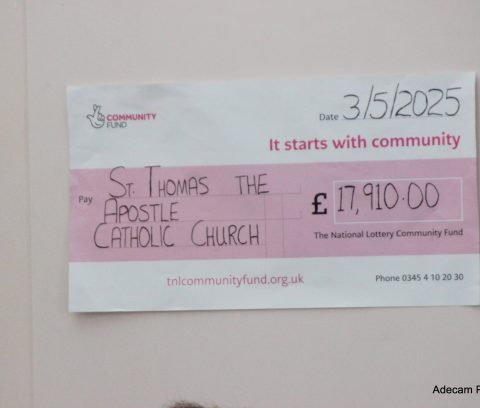 COMMUNITY
FUND
Date 3/5/2025
It starts with community
Pay ST. THOMAS THE
APOSTLE
CATHOLIC CHURCH
£ 17,910.00
The National Lottery Community Fund
tnlcommunityfund.org.uk
Phone 0345 4 10 20 30
Adecam